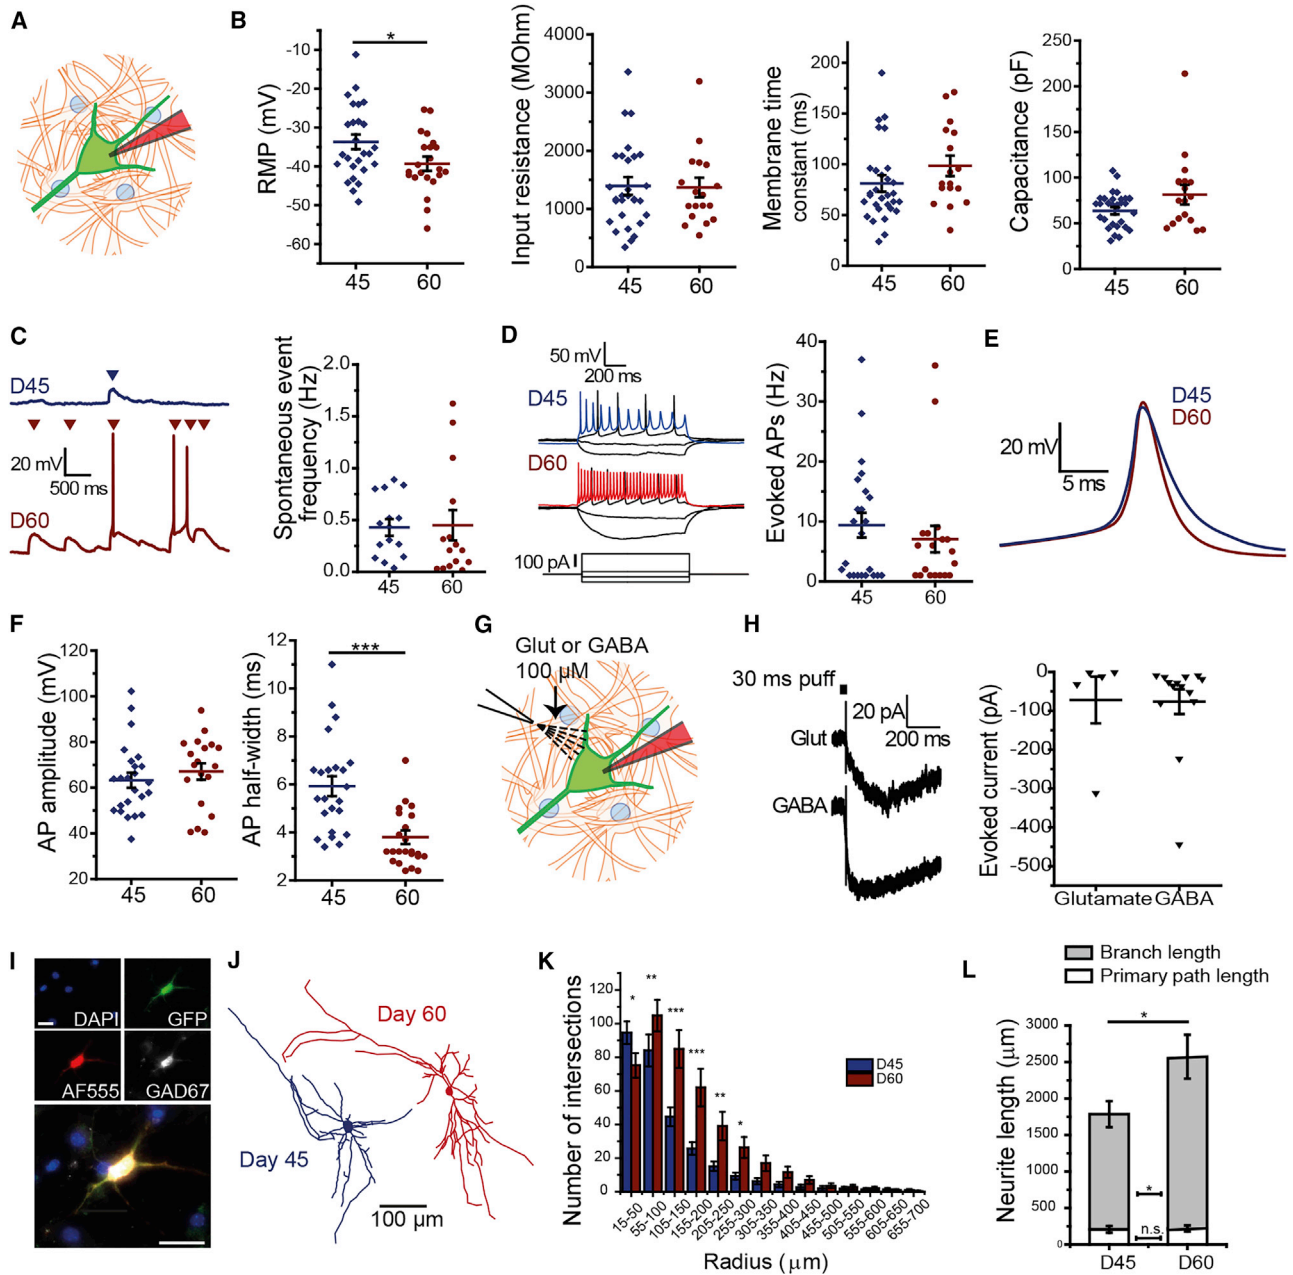 A
B
RMP (mV)
-10
-20
-30
-40
-50
-60
*
45
60
Input resistance (MOhm)
4000
3000
2000
1000
0
45
60
Membrane time
constant (ms)
200
150
100
50
0
45
60
Capacitance (pF)
250
200
150
100
50
0
45
60
C
D45
20 mV
500 ms
D60
Spontaneous event
frequency (Hz)
2.0
1.5
1.0
0.5
0.0
45
60
D
50 mV
200 ms
D45
D60
100 pA
Evoked APs (Hz)
40
30
20
10
0
45
60
E
D45
D60
20 mV
5 ms
F
AP amplitude (mV)
120
100
80
60
40
20
45
60
AP half-width (ms)
12
10
8
6
4
2
***
45
60
G
Glut or GABA
100 µM
H
30 ms puff
20 pA
200 ms
Glut
GABA
Evoked current (pA)
0
-100
-200
-300
-400
-500
Glutamate GABA
I
DAPI
GFP
AF555
GAD67
J
Day 60
Day 45
100 µm
K
Number of intersections
120
100
80
60
40
20
0
*
**
***
***
**
*
D45
D60
15-50
55-100
105-150
155-200
205-250
255-300
305-350
355-400
405-450
455-500
505-550
555-600
605-650
655-700
Radius (µm)
L
Branch length
Primary path length
Neurite length (µm)
3000
2500
2000
1500
1000
500
0
*
*
n.s.
D45
D60